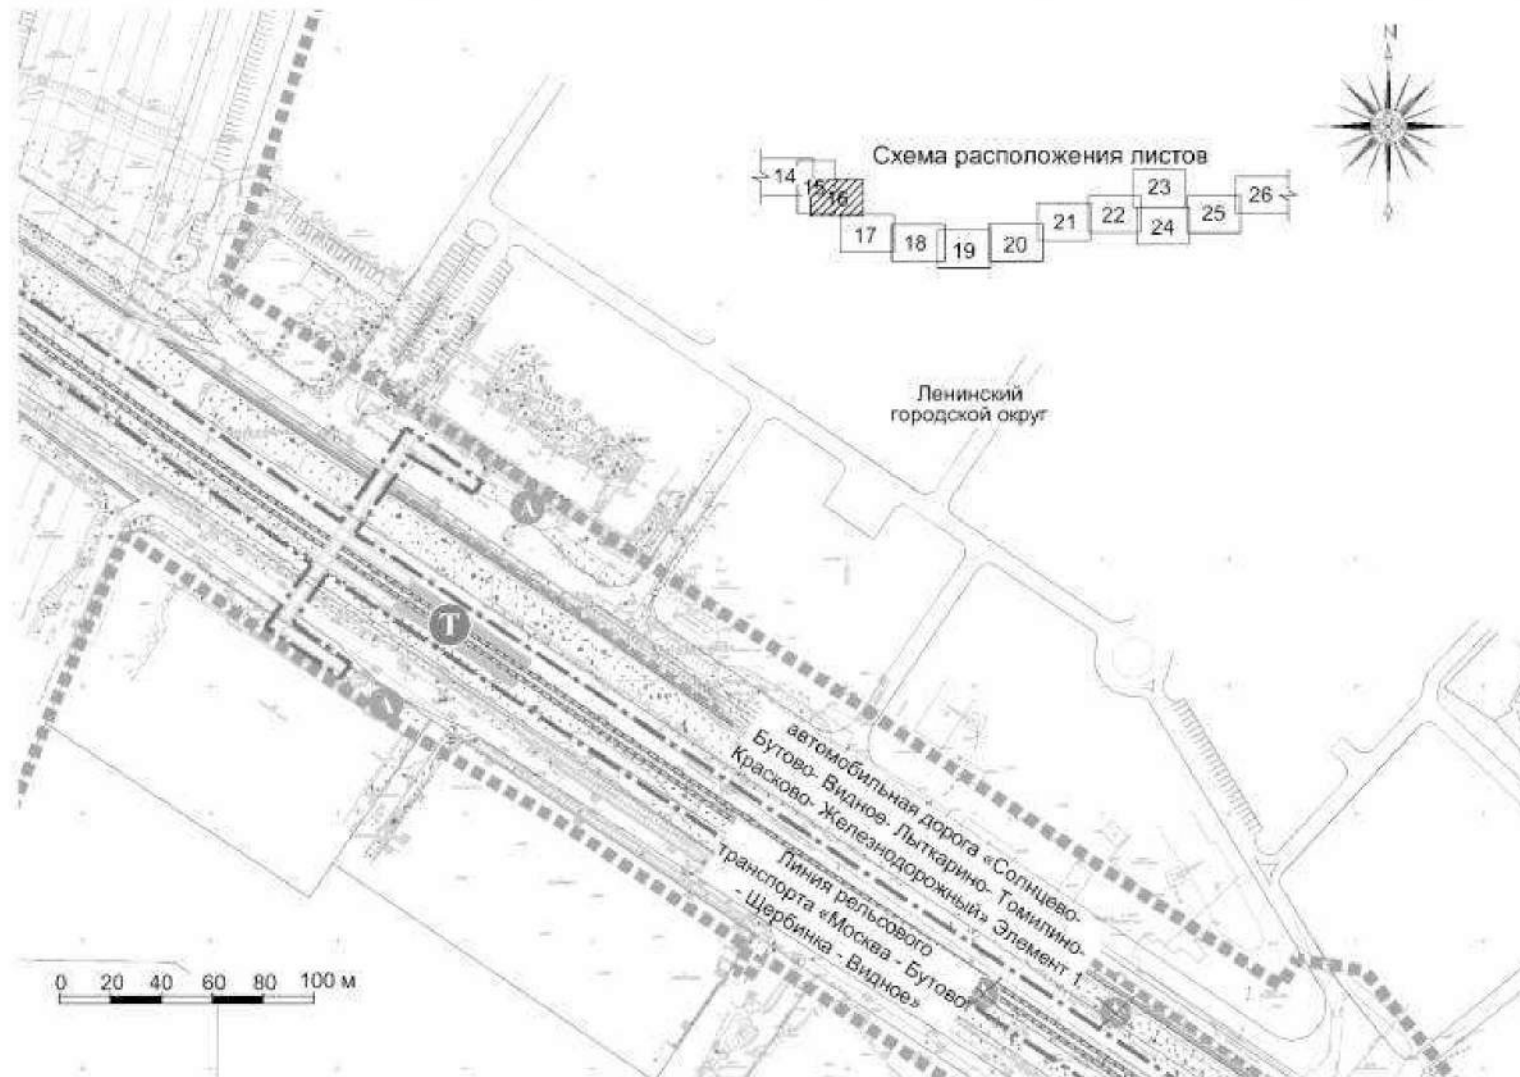 N
Схема расположения листов
14
15
16
17
18
19
20
21
22
23
24
25
26
Ленинский
городской округ
Т
автомобильная дорога «Солнцево-
Бутово- Видное- Лыткарино- Томилино-
Красково- Железнодорожный» Элемент 1
Линия рельсового
транспорта «Москва - Бутово
- Щербинка - Видное»
0 20 40 60 80 100 м